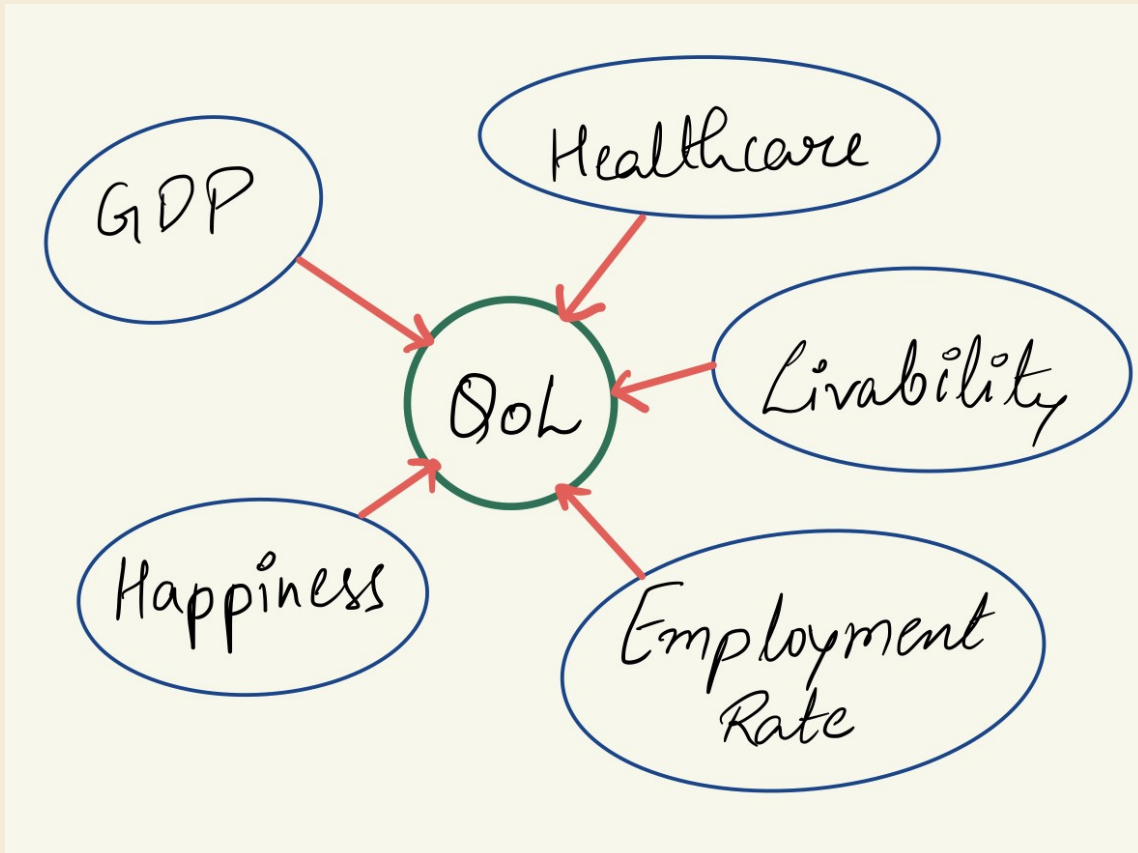 GDP
Healthcare
QoL
Livability
Happiness
Employment
Rate